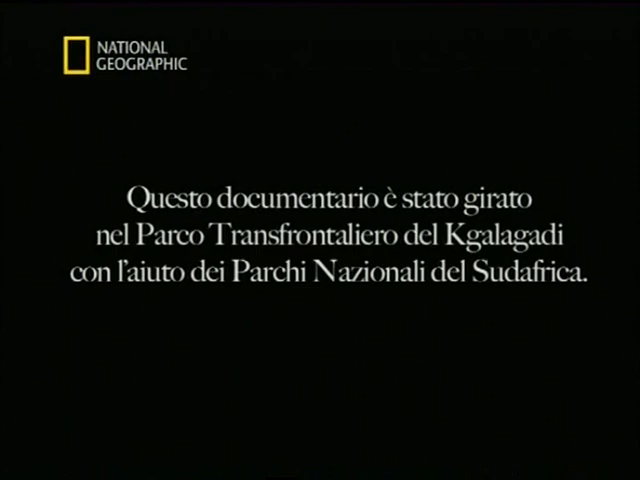 NATIONAL
GEOGRAPHIC
Questo documentario è stato girato
nel Parco Transfrontaliero del Kgalagadi
con l'aiuto dei Parchi Nazionali del Sudafrica.